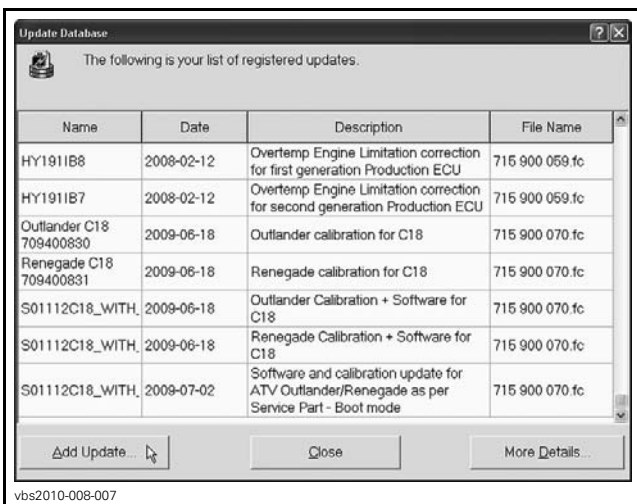 Update Database
The following is your list of registered updates.
Name Date Description File Name
HY191IB8 2008-02-12 Overtemp Engine Limitation correction for first generation Production ECU 715 900 059.fc
HY191IB7 2008-02-12 Overtemp Engine Limitation correction for second generation Production ECU 715 900 059.fc
Outlander C18 709400830 2009-06-18 Outlander calibration for C18 715 900 070.fc
Renegade C18 709400831 2009-06-18 Renegade calibration for C18 715 900 070.fc
S01112C18_WITH_ 2009-06-18 Outlander Calibration + Software for C18 715 900 070.fc
S01112C18_WITH_ 2009-06-18 Renegade Calibration + Software for C18 715 900 070.fc
S01112C18_WITH_ 2009-07-02 Software and calibration update for ATV Outlander/Renegade as per Service Part - Boot mode 715 900 070.fc
Add Update... Close More Details...
vbs2010-008-007